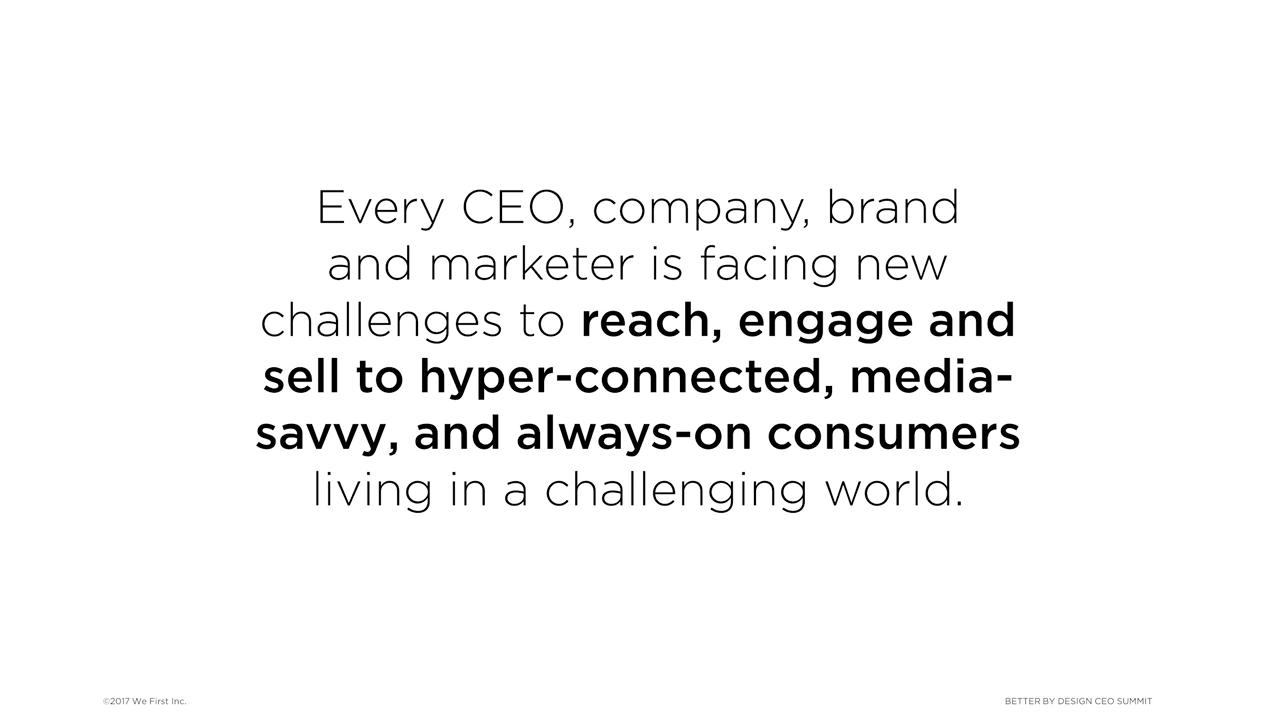 Every CEO, company, brand
and marketer is facing new
challenges to reach, engage and
sell to hyper-connected, media-
savvy, and always-on consumers
living in a challenging world.
©2017 We First Inc.
BETTER BY DESIGN CEO SUMMIT